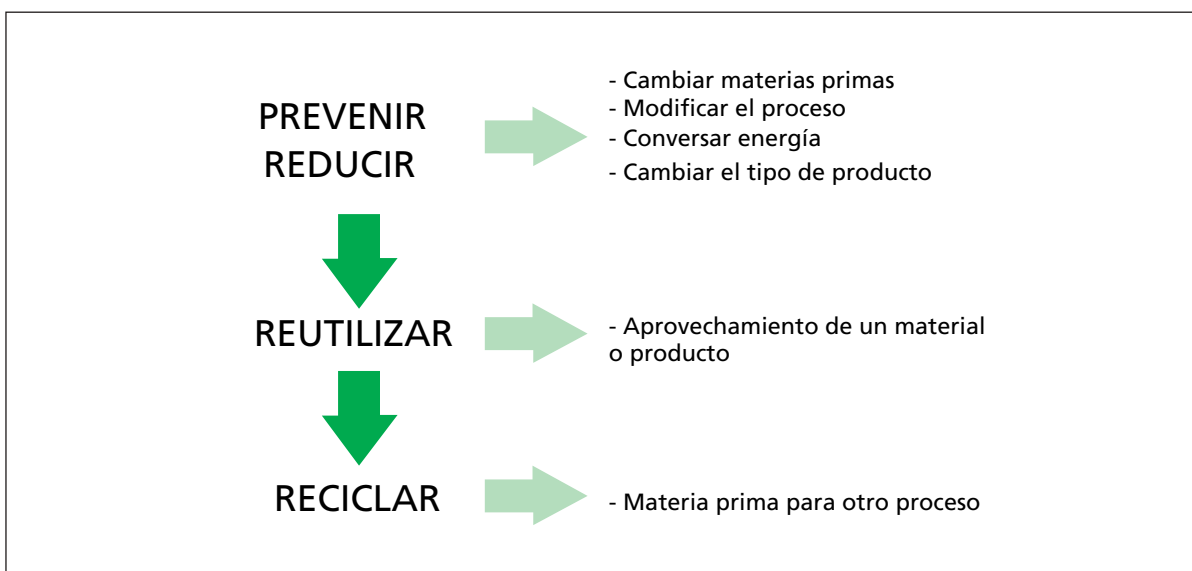 PREVENIR
REDUCIR
- Cambiar materias primas
- Modificar el proceso
- Conversar energía
- Cambiar el tipo de producto
REUTILIZAR
- Aprovechamiento de un material
o producto
RECICLAR
- Materia prima para otro proceso